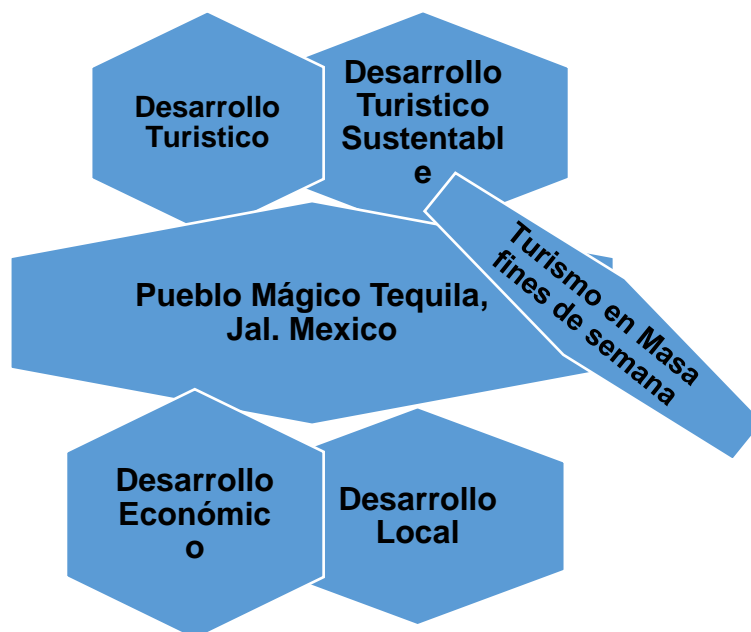 Desarrollo
Turistico
Desarrollo
Turistico
Sustentabl
e
Turismo en Masa
fines de semana
Pueblo Mágico Tequila,
Jal. Mexico
Desarrollo
Económic
o
Desarrollo
Local